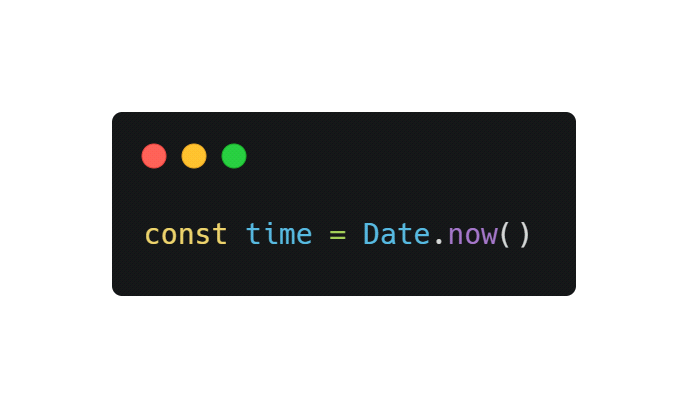 const time = Date.now()